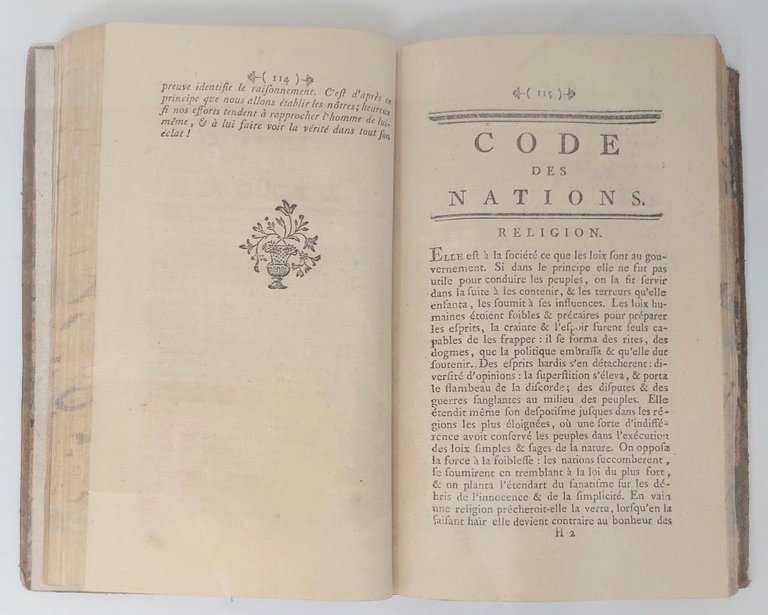 ( 114 )
preuve identifie le raiſonnement. C'eſt d'après ce
principe que nous allons établir les nôtres; heureux
ſi nos efforts tendent à rapprocher l'homme de lui-
même, & à lui faire voir la vérité dans tout ſon
éclat !
( 115 )
CODE
DES
NATIONS.
RELIGION.
ELLE eſt à la ſociété ce que les loix ſont au gou-
vernement. Si dans le principe elle ne fut pas
utile pour conduire les peuples, on la fit ſervir
dans la ſuite à les contenir, & les terreurs qu'elle
enfanta, les ſoumit à ſes influences. Les loix hu-
maines étoient foibles & précaires pour préparer
les eſprits, la crainte & l'eſpoir furent ſeuls ca-
pables de les frapper : il ſe forma des rites, des
dogmes, que la politique embraſſa & qu'elle dut
ſoutenir. Des eſprits hardis s'en détacherent : di-
verſité d'opinions : la ſuperſtition s'éleva, & porta
le flambeau de la diſcorde ; des diſputes & des
guerres ſanglantes au milieu des peuples. Elle
étendit même ſon deſpotiſme juſques dans les ré-
gions les plus éloignées, où une ſorte d'indiffé-
rence avoit conſervé les peuples dans l'exécution
des loix ſimples & ſages de la nature. On oppoſa
la force à la foibleſſe : les nations ſuccomberent,
ſe ſoumirent en tremblant à la loi du plus fort,
& on planta l'étendart du fanatiſme ſur les dé-
bris de l'innocence & de la ſimplicité. En vain
une religion précheroit-elle la vertu, lorſqu'en la
faiſant haïr elle devient contraire au bonheur des
H 2